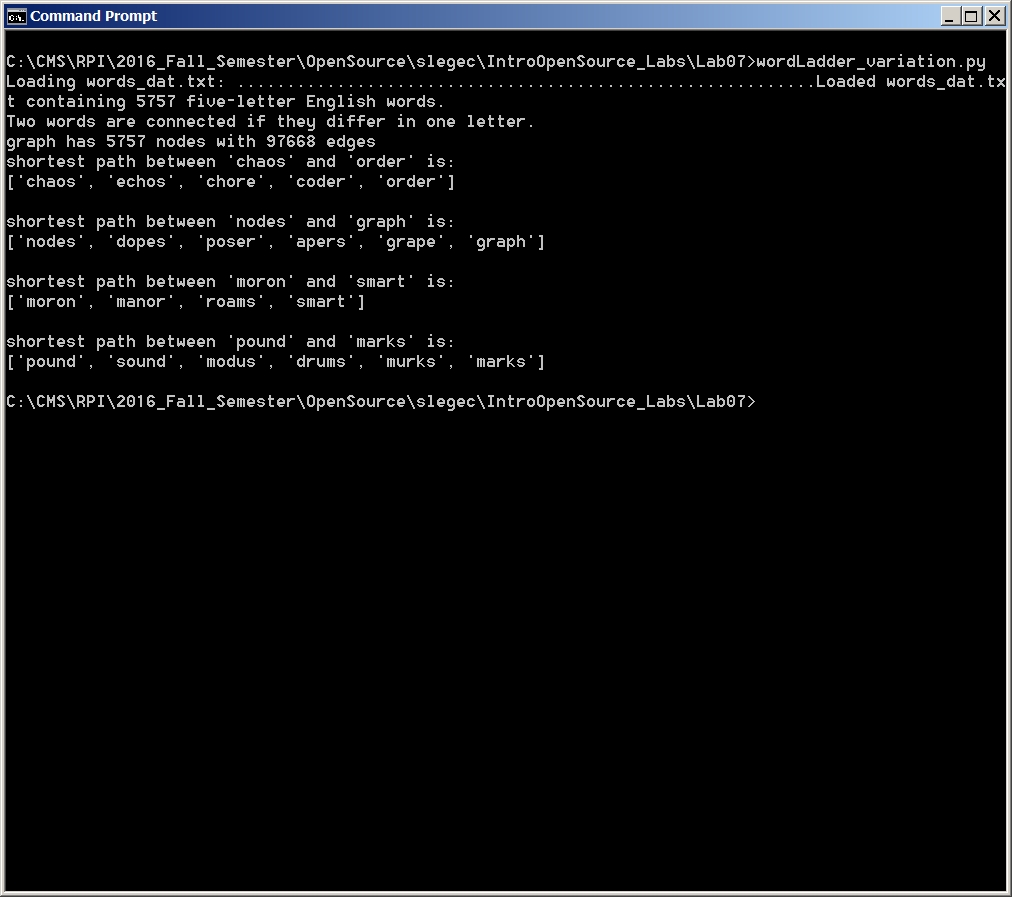 Command Prompt
C:\CMS\RPI\2016_Fall_Semester\OpenSource\slegec\IntroOpenSource_Labs\Lab07>wordLadder_variation.py
Loading words_dat.txt: ..........................................................Loaded words_dat.tx
t containing 5757 five-letter English words.
Two words are connected if they differ in one letter.
graph has 5757 nodes with 97668 edges
shortest path between 'chaos' and 'order' is:
['chaos', 'echos', 'chore', 'coder', 'order']
shortest path between 'nodes' and 'graph' is:
['nodes', 'dopes', 'poser', 'apers', 'grape', 'graph']
shortest path between 'moron' and 'smart' is:
['moron', 'manor', 'roams', 'smart']
shortest path between 'pound' and 'marks' is:
['pound', 'sound', 'modus', 'drums', 'murks', 'marks']
C:\CMS\RPI\2016_Fall_Semester\OpenSource\slegec\IntroOpenSource_Labs\Lab07>